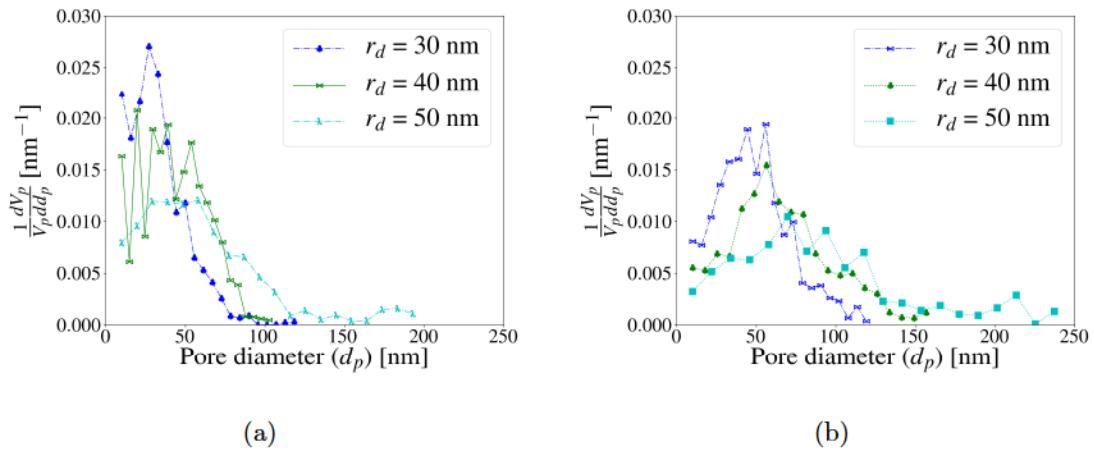 0.030
0.025
0.020
0.015
0.010
0.005
0.000
1/V_p dV_p/dd_p [nm⁻¹]
r_d = 30 nm
r_d = 40 nm
r_d = 50 nm
0 50 100 150 200 250
Pore diameter (d_p) [nm]
(a)
0.030
0.025
0.020
0.015
0.010
0.005
0.000
1/V_p dV_p/dd_p [nm⁻¹]
r_d = 30 nm
r_d = 40 nm
r_d = 50 nm
0 50 100 150 200 250
Pore diameter (d_p) [nm]
(b)